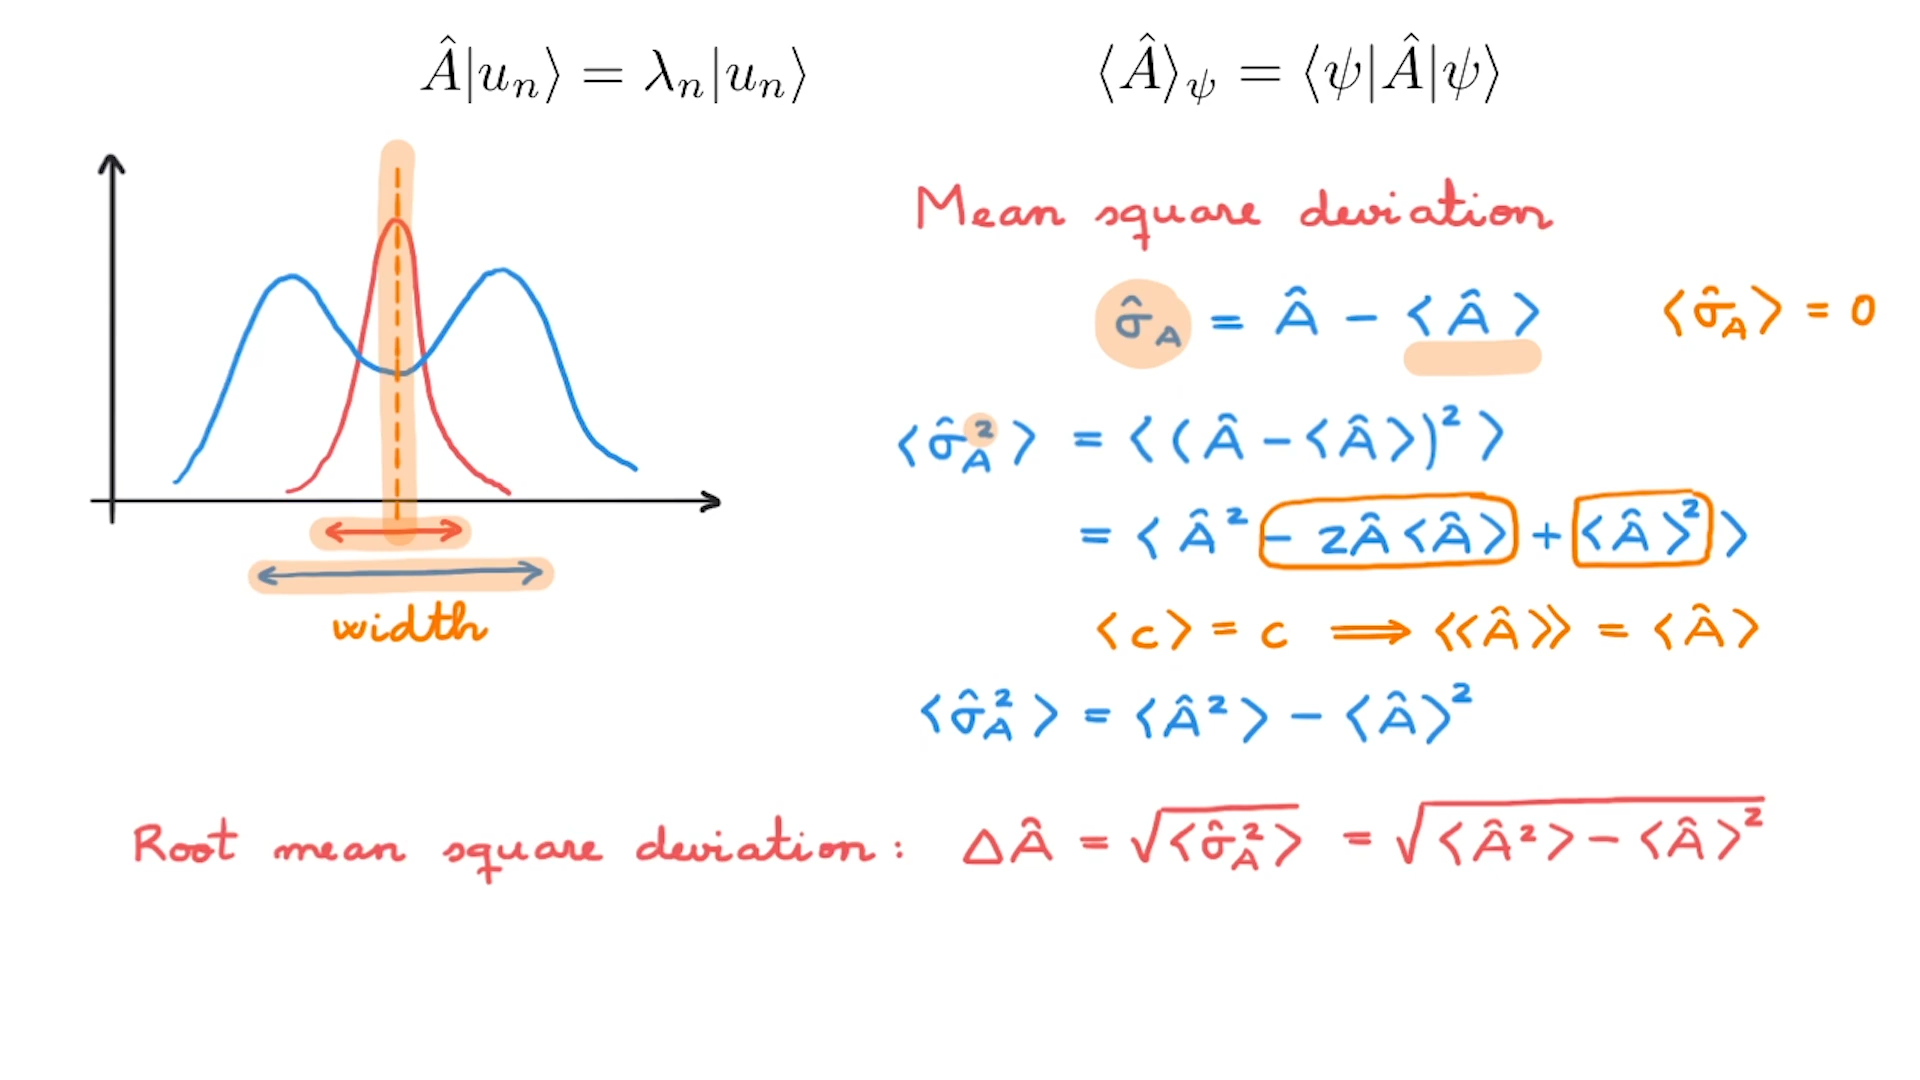 Â|uₙ⟩ = λₙ|uₙ⟩
⟨Â⟩_ψ = ⟨ψ|Â|ψ⟩
width
Mean square deviation
σ̂_A = Â − ⟨Â⟩
⟨σ̂_A⟩ = 0
⟨σ̂_A²⟩ = ⟨(Â − ⟨Â⟩)²⟩
= ⟨Â² − 2Â⟨Â⟩ + ⟨Â⟩²⟩
⟨c⟩ = c ⟹ ⟨⟨Â⟩⟩ = ⟨Â⟩
⟨σ̂_A²⟩ = ⟨Â²⟩ − ⟨Â⟩²
Root mean square deviation: ΔÂ = √⟨σ̂_A²⟩ = √(⟨Â²⟩ − ⟨Â⟩²)